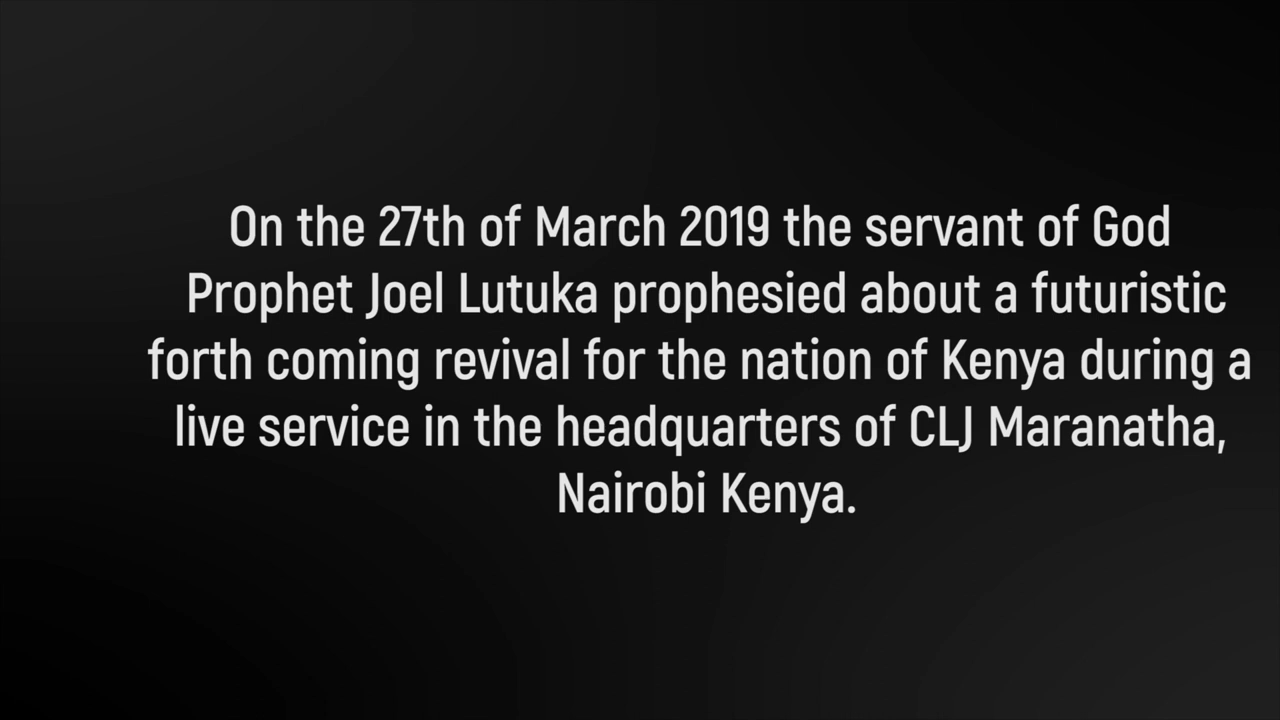 On the 27th of March 2019 the servant of God
Prophet Joel Lutuka prophesied about a futuristic
forth coming revival for the nation of Kenya during a
live service in the headquarters of CLJ Maranatha,
Nairobi Kenya.